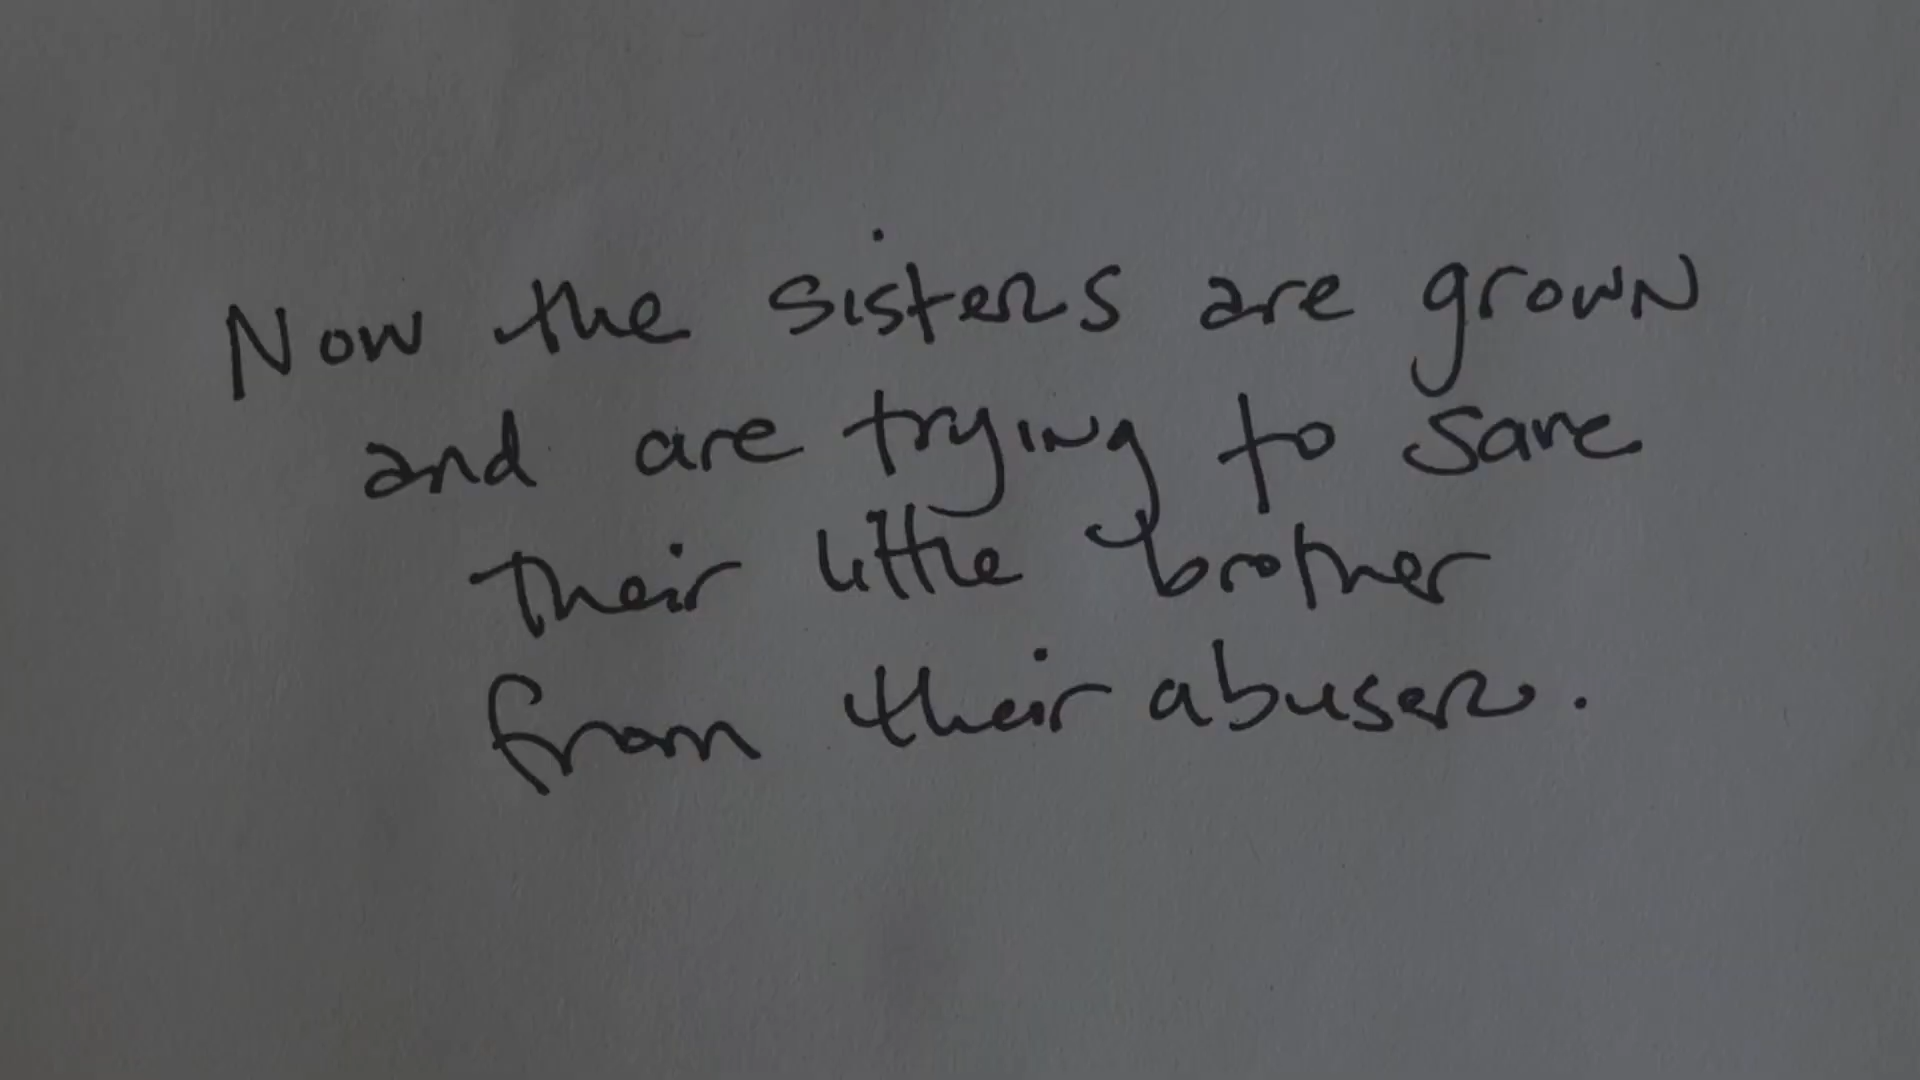 Now the sisters are grown
and are trying to save
their little brother
from their abuser.